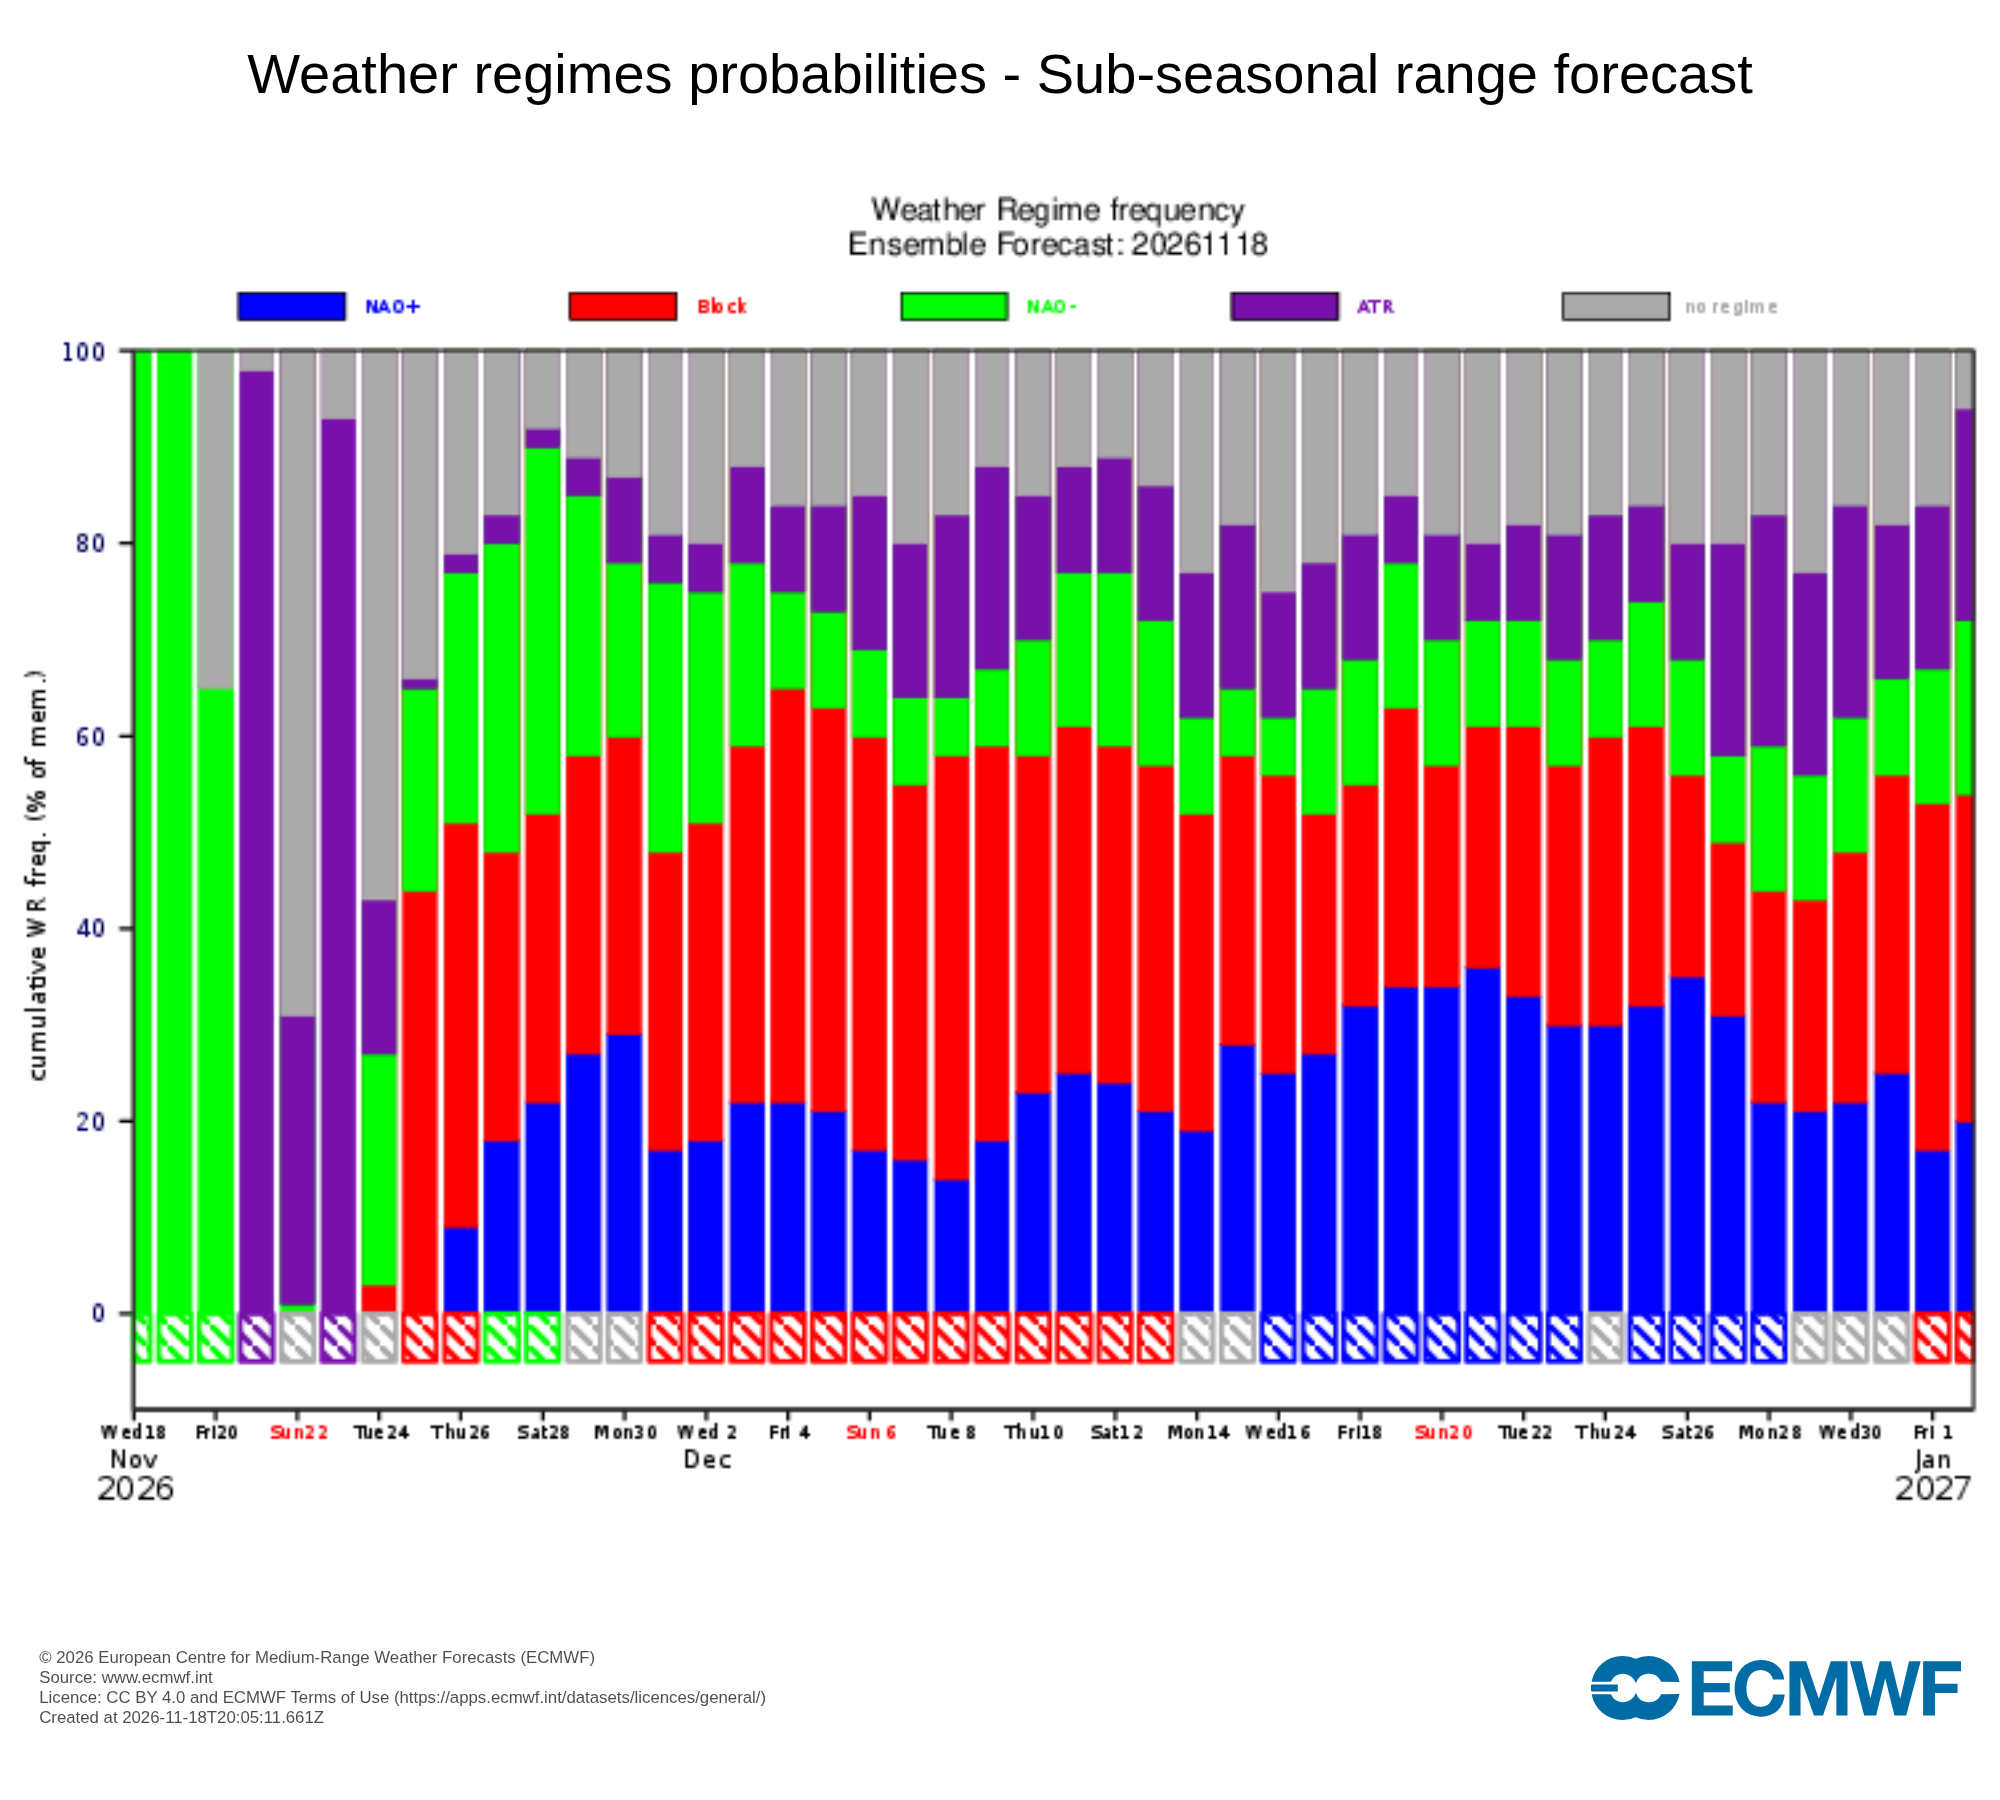 Weather regimes probabilities - Sub-seasonal range forecast
Weather Regime frequency
Ensemble Forecast: 20261118
NAO+ Block NAO- ATR no regime
100
80
60
40
20
0
cumulative WR freq. (% of mem.)
Wed18 Fri20 Sun22 Tue24 Thu26 Sat28 Mon30 Wed 2 Fri 4 Sun 6 Tue 8 Thu10 Sat12 Mon14 Wed16 Fri18 Sun20 Tue22 Thu24 Sat26 Mon28 Wed30 Fri 1
Nov Dec Jan
2026 2027
© 2026 European Centre for Medium-Range Weather Forecasts (ECMWF)
Source: www.ecmwf.int
Licence: CC BY 4.0 and ECMWF Terms of Use (https://apps.ecmwf.int/datasets/licences/general/)
Created at 2026-11-18T20:05:11.661Z
ECMWF